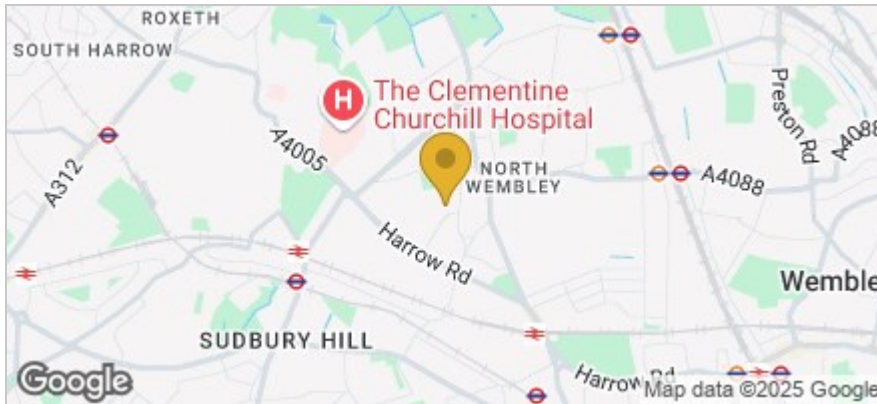 ROXETH
SOUTH HARROW
H
The Clementine
Churchill Hospital
Preston Rd
A4088
A312
A4005
NORTH
WEMBLEY
A4088
Harrow Rd
Wemble
SUDBURY HILL
Harrow Rd
Google
Map data ©2025 Google